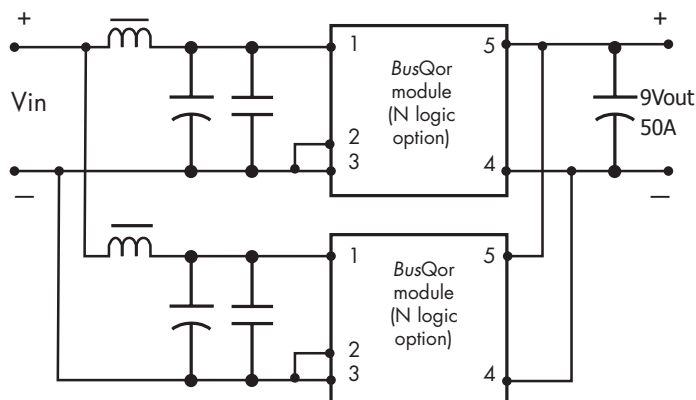 +
Vin
—
1
2
3
BusQor
module
(N logic
option)
5
4
+
9Vout
50A
—
1
2
3
BusQor
module
(N logic
option)
5
4